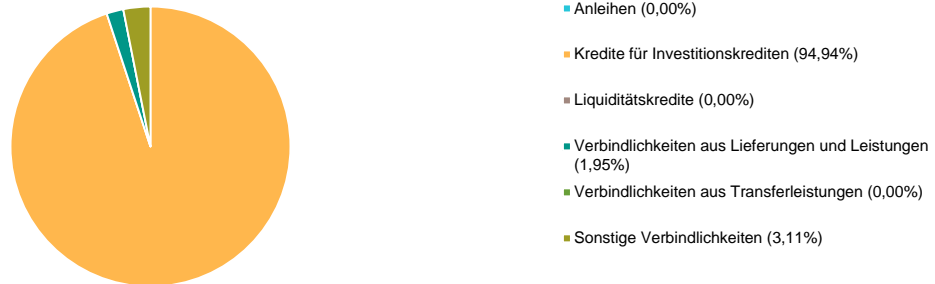 Anleihen (0,00%)
Kredite für Investitionskrediten (94,94%)
Liquiditätskredite (0,00%)
Verbindlichkeiten aus Lieferungen und Leistungen
(1,95%)
Verbindlichkeiten aus Transferleistungen (0,00%)
Sonstige Verbindlichkeiten (3,11%)